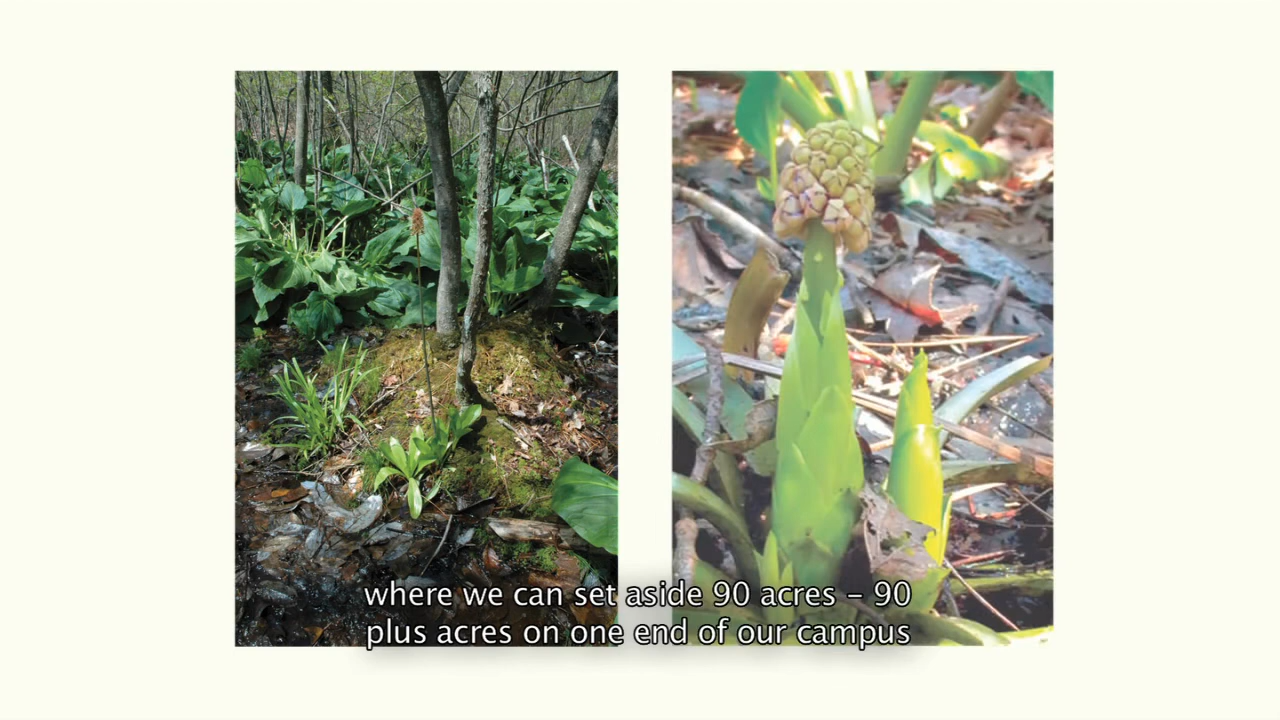 where we can set aside 90 acres – 90
plus acres on one end of our campus